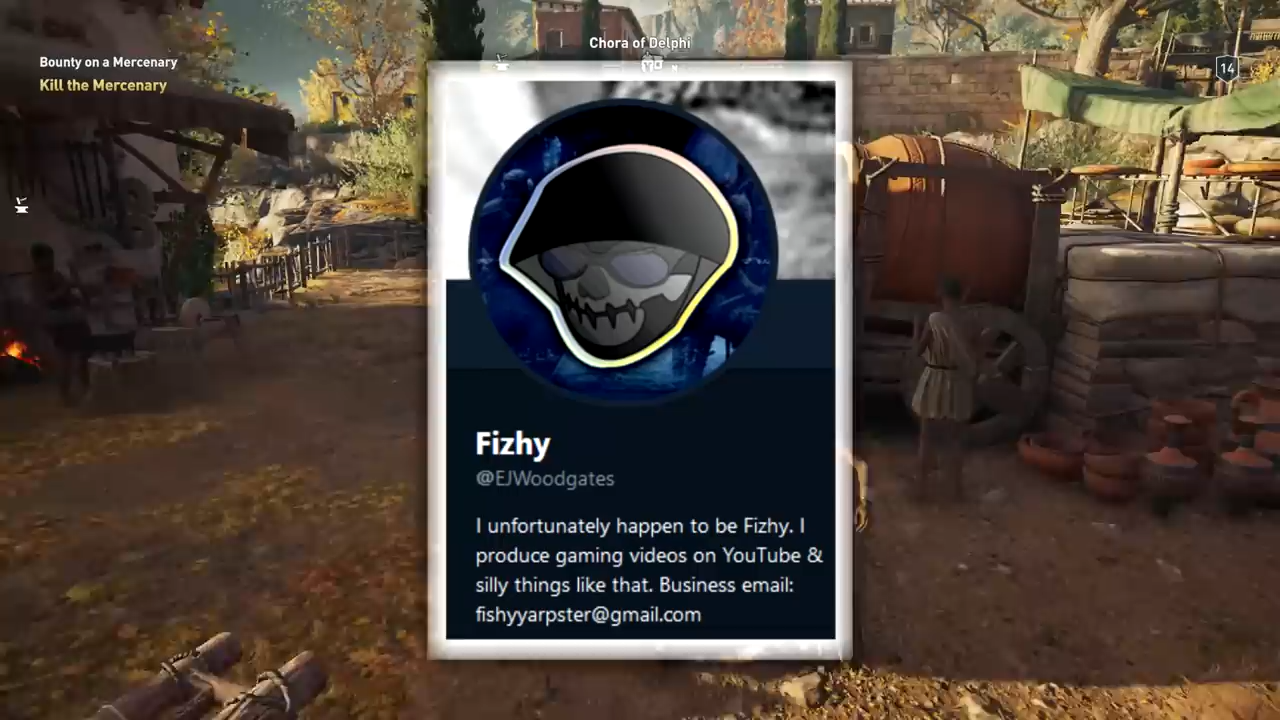 Chora of Delphi
Bounty on a Mercenary
Kill the Mercenary
14
Fizhy
@EJWoodgates
I unfortunately happen to be Fizhy. I
produce gaming videos on YouTube &
silly things like that. Business email:
fishyyarpster@gmail.com